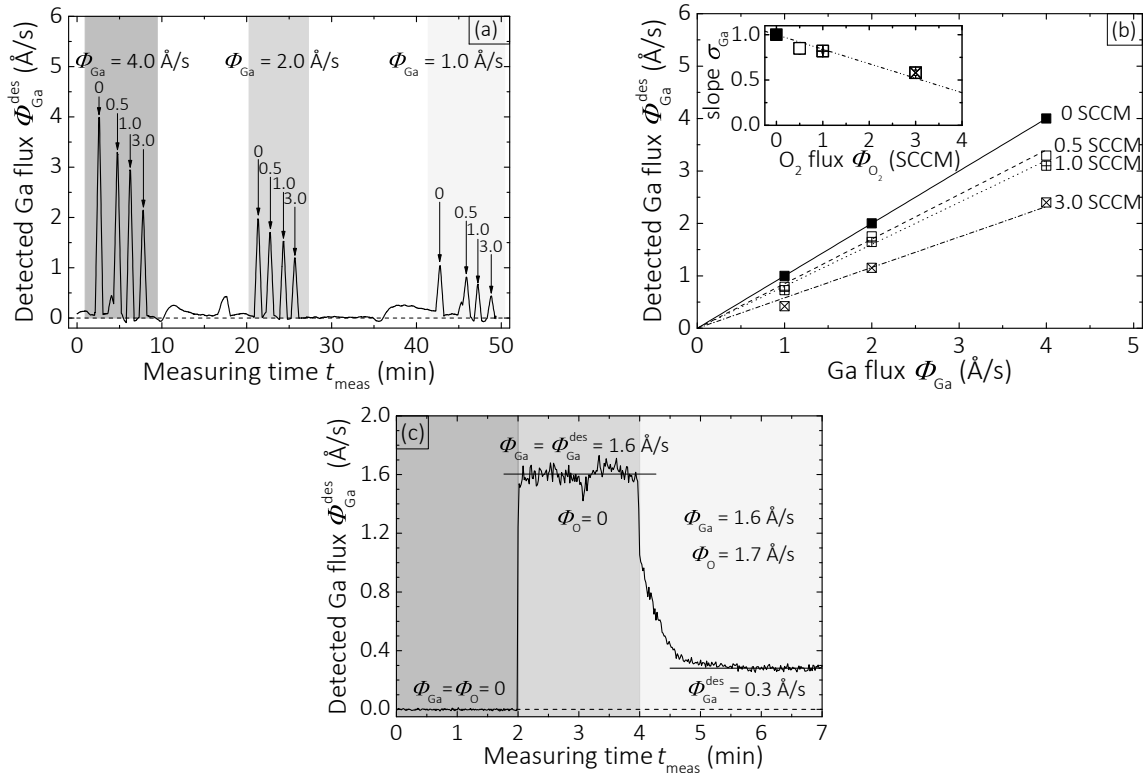 (a)
Φ_Ga = 4.0 Å/s
Φ_Ga = 2.0 Å/s
Φ_Ga = 1.0 Å/s
0
0.5
1.0
3.0
0
0.5
1.0
3.0
0
0.5
1.0
3.0
6
5
4
3
2
1
0
Detected Ga flux Φ_Ga^des (Å/s)
0 10 20 30 40 50
Measuring time t_meas (min)
(b)
6
5
4
3
2
1
0
Detected Ga flux Φ_Ga^des (Å/s)
1.0
0.5
0.0
slope σ_Ga
0 1 2 3 4
O₂ flux Φ_O₂ (SCCM)
0 SCCM
0.5 SCCM
1.0 SCCM
3.0 SCCM
0 1 2 3 4 5
Ga flux Φ_Ga (Å/s)
(c)
2.0
1.6
1.2
0.8
0.4
0.0
Detected Ga flux Φ_Ga^des (Å/s)
Φ_Ga = Φ_Ga^des = 1.6 Å/s
Φ_O = 0
Φ_Ga = 1.6 Å/s
Φ_O = 1.7 Å/s
Φ_Ga = Φ_O = 0
Φ_Ga^des = 0.3 Å/s
0 1 2 3 4 5 6 7
Measuring time t_meas (min)